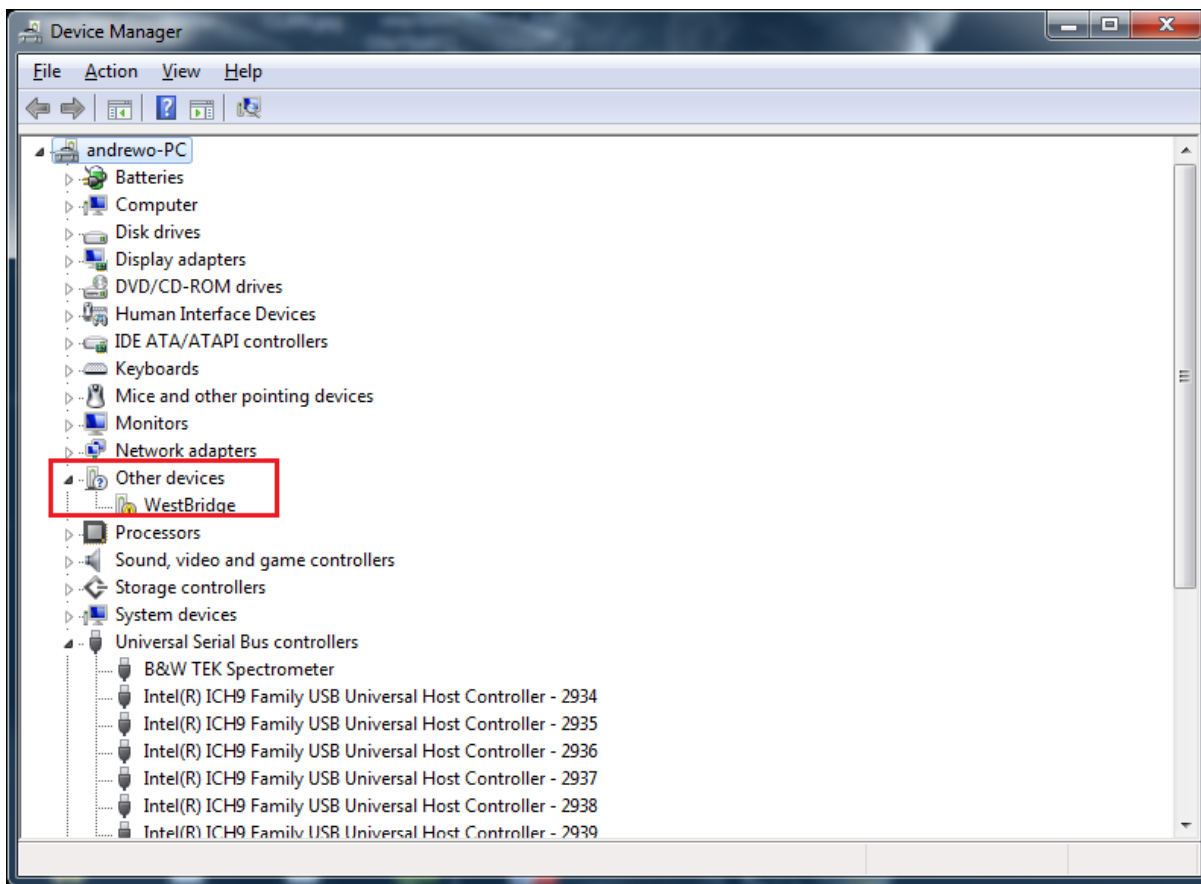 Device Manager
File Action View Help
andrewo-PC
Batteries
Computer
Disk drives
Display adapters
DVD/CD-ROM drives
Human Interface Devices
IDE ATA/ATAPI controllers
Keyboards
Mice and other pointing devices
Monitors
Network adapters
Other devices
WestBridge
Processors
Sound, video and game controllers
Storage controllers
System devices
Universal Serial Bus controllers
B&W TEK Spectrometer
Intel(R) ICH9 Family USB Universal Host Controller - 2934
Intel(R) ICH9 Family USB Universal Host Controller - 2935
Intel(R) ICH9 Family USB Universal Host Controller - 2936
Intel(R) ICH9 Family USB Universal Host Controller - 2937
Intel(R) ICH9 Family USB Universal Host Controller - 2938
Intel(R) ICH9 Family USB Universal Host Controller - 2939